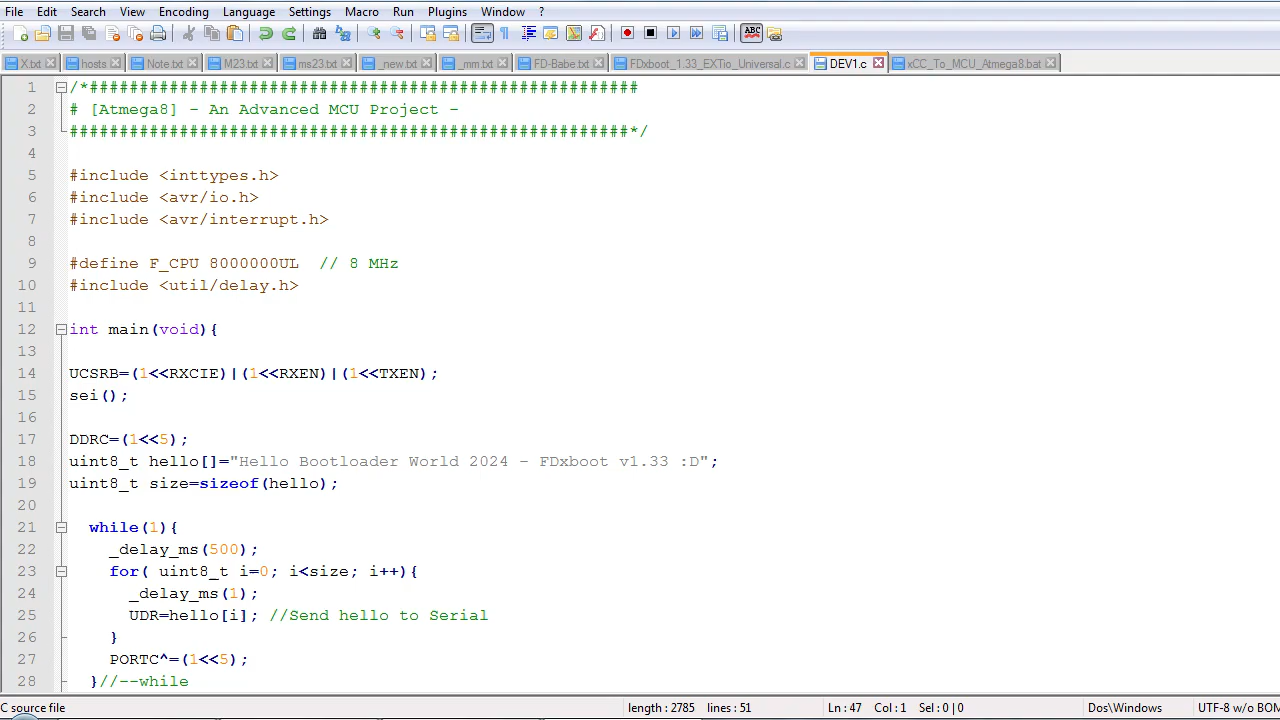 File Edit Search View Encoding Language Settings Macro Run Plugins Window ?
X.txt hosts Note.txt M23.txt ms23.txt _new.txt _mm.txt FD-Babe.txt FDxboot_1.33_EXTio_Universal.c DEV1.c xCC_To_MCU_Atmega8.bat
1 /*#######################################################
2 # [Atmega8] - An Advanced MCU Project -
3 ########################################################*/
4
5 #include <inttypes.h>
6 #include <avr/io.h>
7 #include <avr/interrupt.h>
8
9 #define F_CPU 8000000UL  // 8 MHz
10 #include <util/delay.h>
11
12 int main(void){
13
14 UCSRB=(1<<RXCIE)|(1<<RXEN)|(1<<TXEN);
15 sei();
16
17 DDRC=(1<<5);
18 uint8_t hello[]="Hello Bootloader World 2024 - FDxboot v1.33 :D";
19 uint8_t size=sizeof(hello);
20
21 while(1){
22 _delay_ms(500);
23 for( uint8_t i=0; i<size; i++){
24 _delay_ms(1);
25 UDR=hello[i]; //Send hello to Serial
26 }
27 PORTC^=(1<<5);
28 }//--while
C source file length : 2785 lines : 51 Ln : 47 Col : 1 Sel : 0 | 0 Dos\Windows UTF-8 w/o BOM